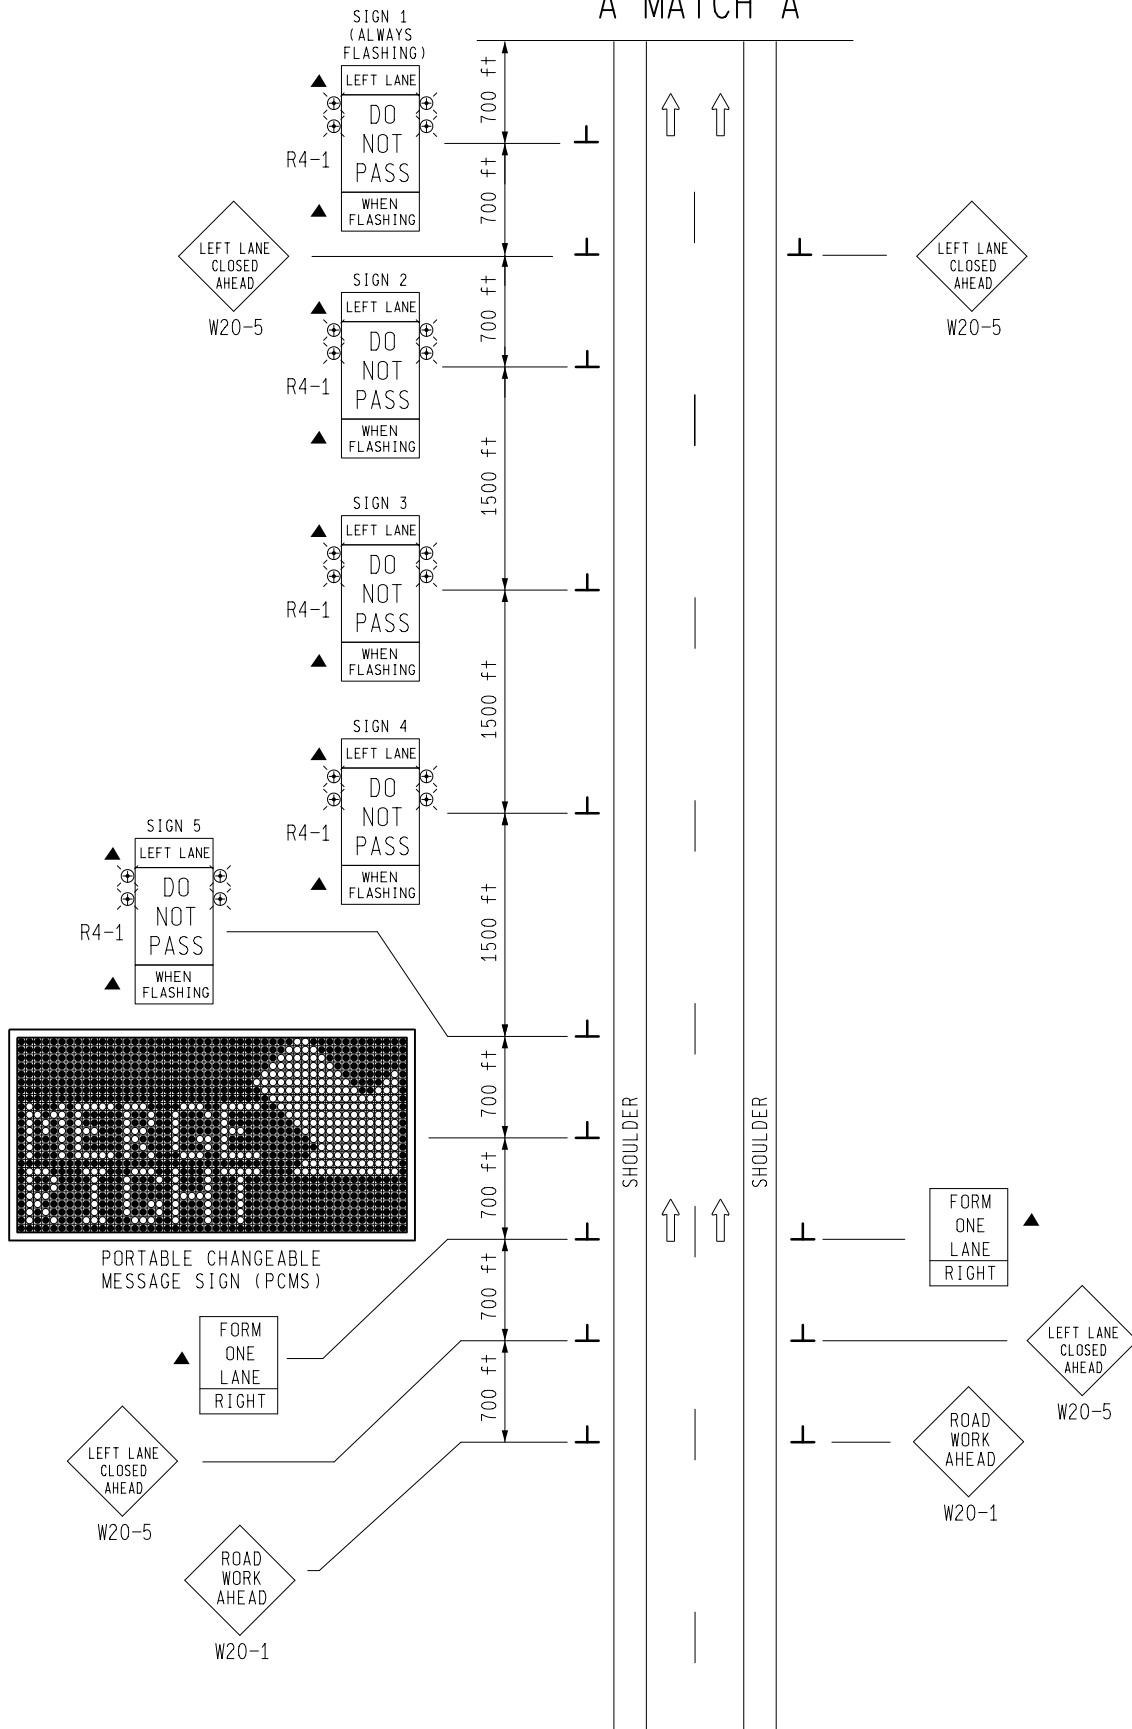 A MATCH A
SIGN 1
(ALWAYS
FLASHING)
LEFT LANE
DO
NOT
PASS
WHEN
FLASHING
R4-1
700 ft
700 ft
LEFT LANE
CLOSED
AHEAD
W20-5
LEFT LANE
CLOSED
AHEAD
W20-5
SIGN 2
LEFT LANE
DO
NOT
PASS
WHEN
FLASHING
R4-1
700 ft
1500 ft
SIGN 3
LEFT LANE
DO
NOT
PASS
WHEN
FLASHING
R4-1
1500 ft
SIGN 4
LEFT LANE
DO
NOT
PASS
WHEN
FLASHING
R4-1
1500 ft
SIGN 5
LEFT LANE
DO
NOT
PASS
WHEN
FLASHING
R4-1
MERGE
RIGHT
PORTABLE CHANGEABLE
MESSAGE SIGN (PCMS)
700 ft
700 ft
700 ft
700 ft
SHOULDER
SHOULDER
FORM
ONE
LANE
RIGHT
FORM
ONE
LANE
RIGHT
LEFT LANE
CLOSED
AHEAD
W20-5
LEFT LANE
CLOSED
AHEAD
W20-5
ROAD
WORK
AHEAD
W20-1
ROAD
WORK
AHEAD
W20-1